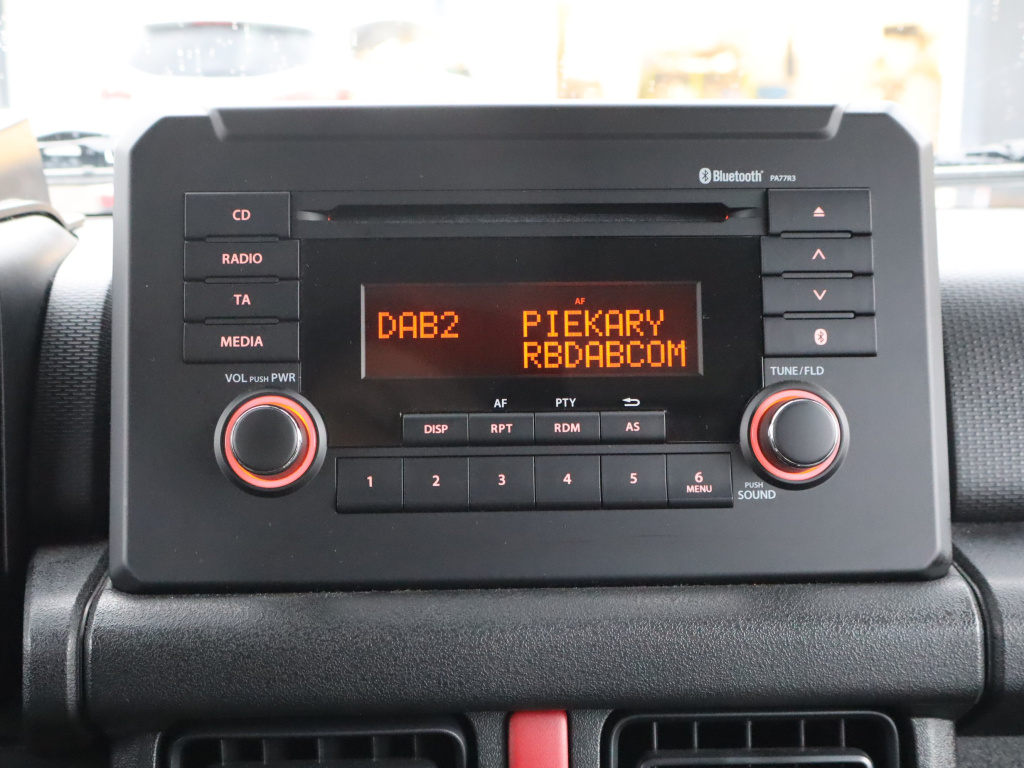 Bluetooth® PA77R3
CD
RADIO
TA
MEDIA
AF
DAB2 PIEKARY
RBDABCOM
VOL PUSH PWR
TUNE/FLD
AF PTY
DISP RPT RDM AS
1 2 3 4 5 6
MENU
PUSH
SOUND